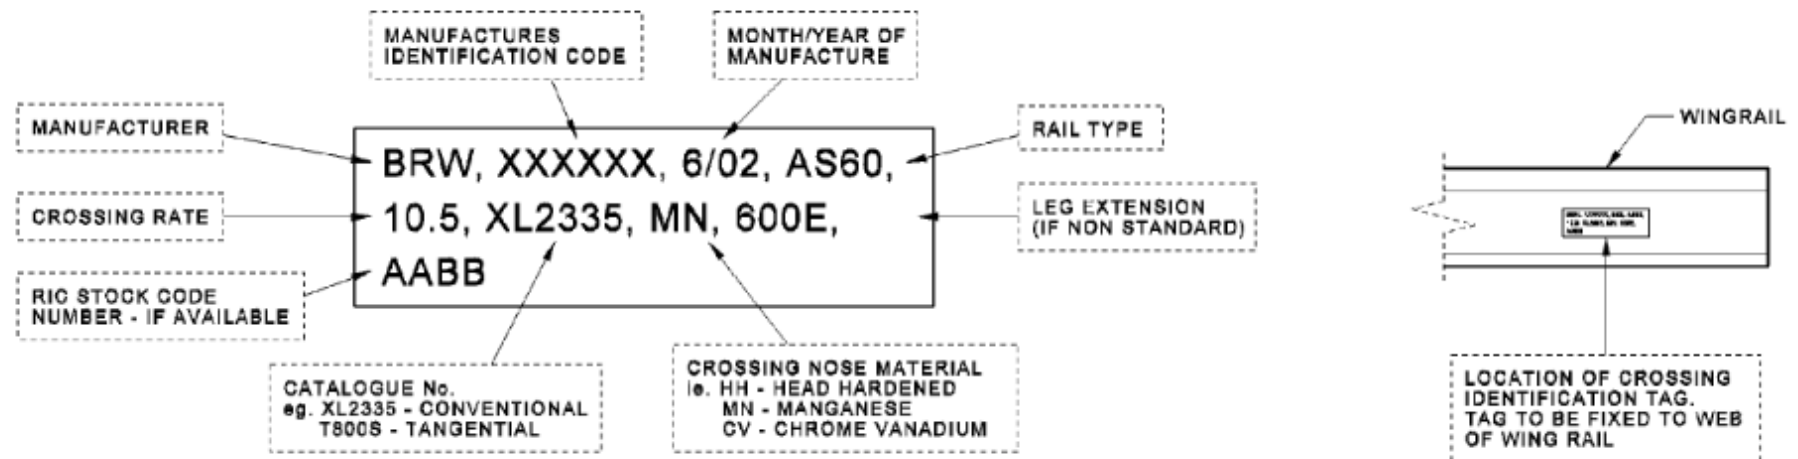 MANUFACTURES
IDENTIFICATION CODE
MONTH/YEAR OF
MANUFACTURE
MANUFACTURER
RAIL TYPE
BRW, XXXXXX, 6/02, AS60,
10.5, XL2335, MN, 600E,
AABB
CROSSING RATE
LEG EXTENSION
(IF NON STANDARD)
RIC STOCK CODE
NUMBER - IF AVAILABLE
CATALOGUE No.
eg. XL2335 - CONVENTIONAL
T800S - TANGENTIAL
CROSSING NOSE MATERIAL
ie. HH - HEAD HARDENED
MN - MANGANESE
CV - CHROME VANADIUM
WINGRAIL
LOCATION OF CROSSING
IDENTIFICATION TAG.
TAG TO BE FIXED TO WEB
OF WING RAIL